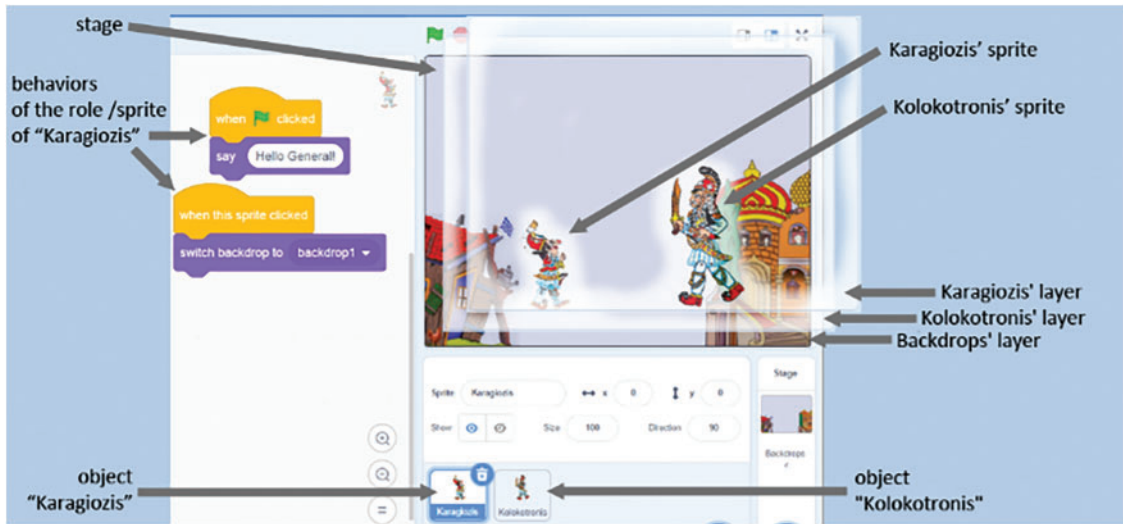 stage
behaviors
of the role /sprite
of “Karagiozis”
when clicked
say Hello General!
when this sprite clicked
switch backdrop to backdrop1
Karagiozis’ sprite
Kolokotronis’ sprite
Karagiozis’ layer
Kolokotronis’ layer
Backdrops’ layer
Sprite Karagiozis x 0 y 0
Show Size 100 Direction 90
Stage
Backdrops
Karagiozis
Kolokotronis
object
“Karagiozis”
object
"Kolokotronis"